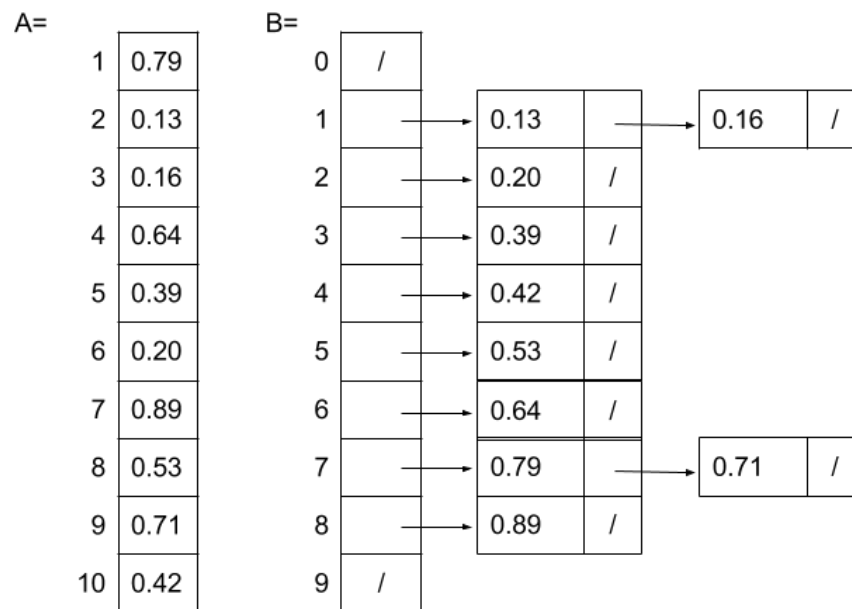 A= B=
1 0.79 0 /
2 0.13 1 0.13 0.16 /
3 0.16 2 0.20 /
4 0.64 3 0.39 /
5 0.39 4 0.42 /
6 0.20 5 0.53 /
7 0.89 6 0.64 /
8 0.53 7 0.79 0.71 /
9 0.71 8 0.89 /
10 0.42 9 /